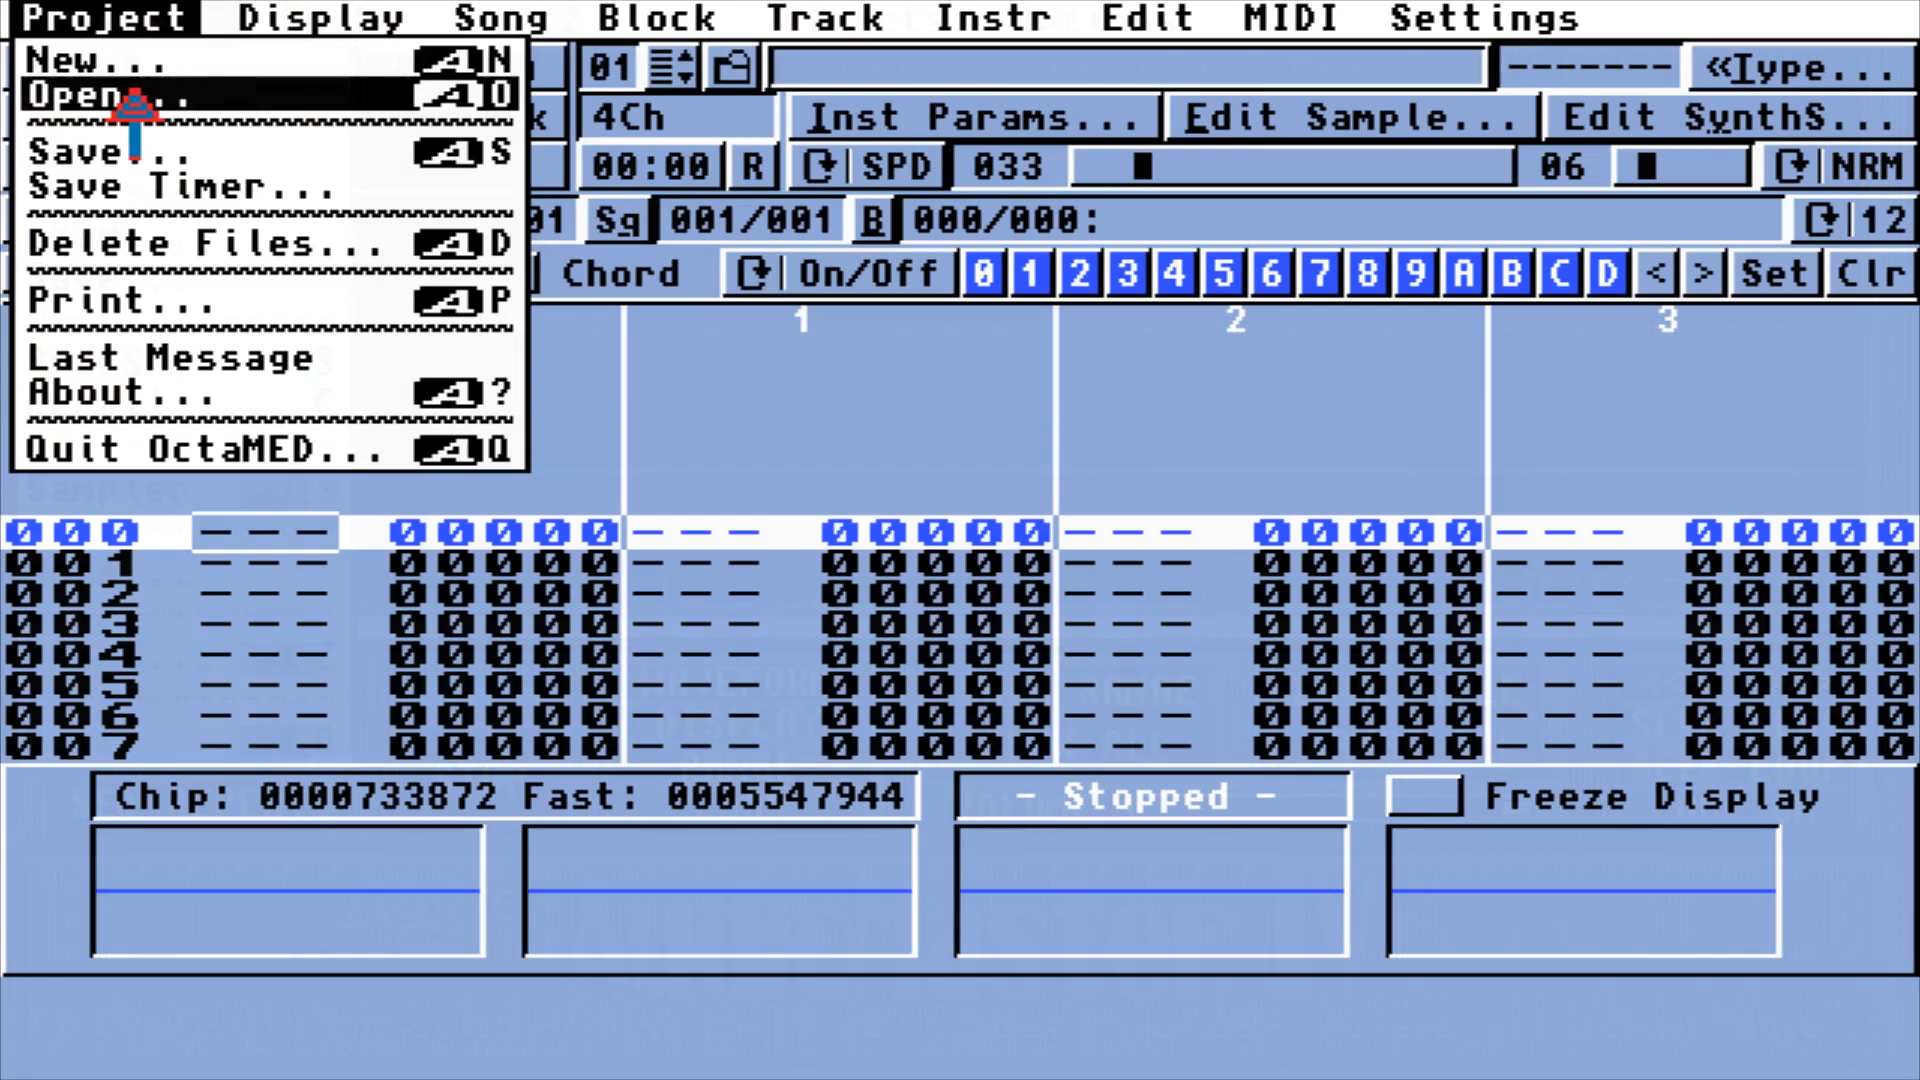 Project Display Song Block Track Instr Edit MIDI Settings
New... A N
Open... A O
Save... A S
Save Timer...
Delete Files... A D
Print... A P
Last Message
About... A ?
Quit OctaMED... A Q
01 ------- «Type...
k 4Ch Inst Params... Edit Sample... Edit SynthS...
00:00 R SPD 033 06 NRM
01 Sq 001/001 B 000/000: 12
Chord On/Off 0 1 2 3 4 5 6 7 8 9 A B C D < > Set Clr
1 2 3
000 --- 00000 --- 00000 --- 00000 --- 00000
001 --- 00000 --- 00000 --- 00000 --- 00000
002 --- 00000 --- 00000 --- 00000 --- 00000
003 --- 00000 --- 00000 --- 00000 --- 00000
004 --- 00000 --- 00000 --- 00000 --- 00000
005 --- 00000 --- 00000 --- 00000 --- 00000
006 --- 00000 --- 00000 --- 00000 --- 00000
007 --- 00000 --- 00000 --- 00000 --- 00000
Chip: 0000733872 Fast: 0005547944 - Stopped - Freeze Display